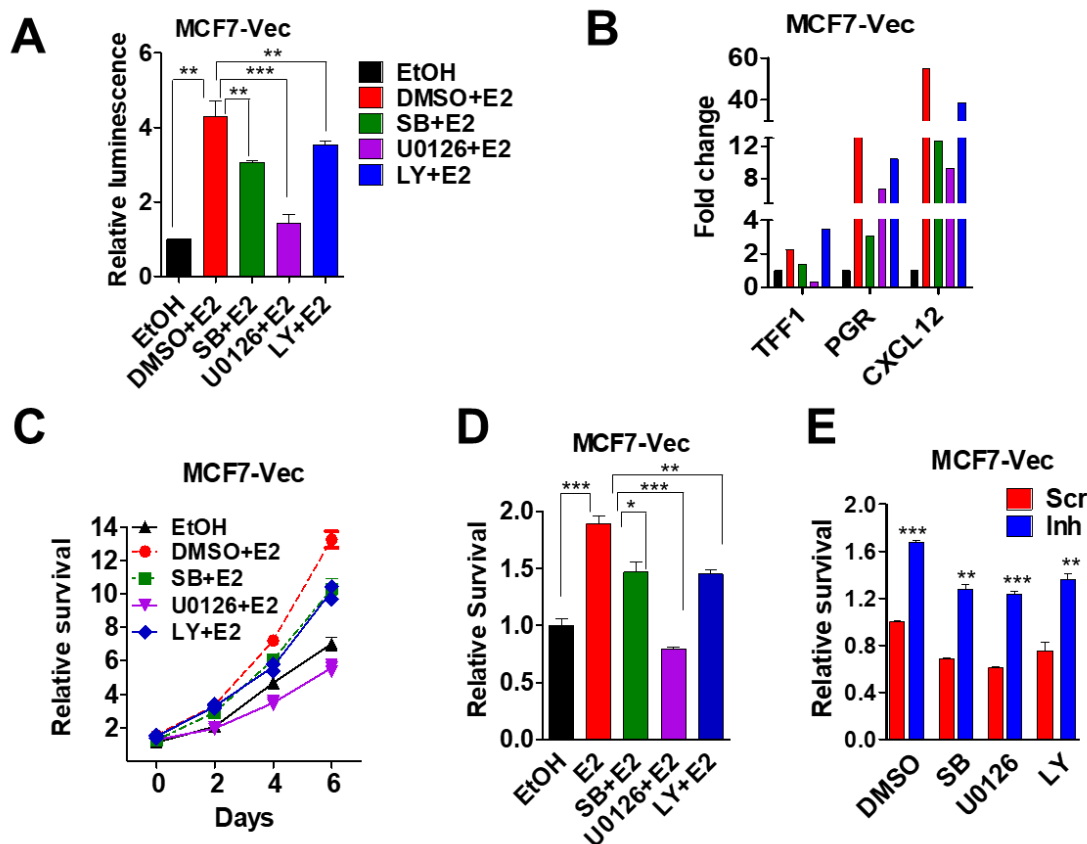 A
MCF7-Vec
Relative luminescence
6
4
2
0
** ** *** **
EtOH
DMSO+E2
SB+E2
U0126+E2
LY+E2
EtOH
DMSO+E2
SB+E2
U0126+E2
LY+E2
B
MCF7-Vec
Fold change
60
40
12
8
4
2
0
TFF1
PGR
CXCL12
C
MCF7-Vec
Relative survival
14
12
10
8
6
4
2
EtOH
DMSO+E2
SB+E2
U0126+E2
LY+E2
0 2 4 6
Days
D
MCF7-Vec
Relative Survival
2.0
1.5
1.0
0.5
0.0
**
***
*** *
EtOH
E2
SB+E2
U0126+E2
LY+E2
E
MCF7-Vec
Scr
Inh
Relative survival
1.5
1.2
0.9
0.6
0.0
*** ** *** **
DMSO
SB
U0126
LY